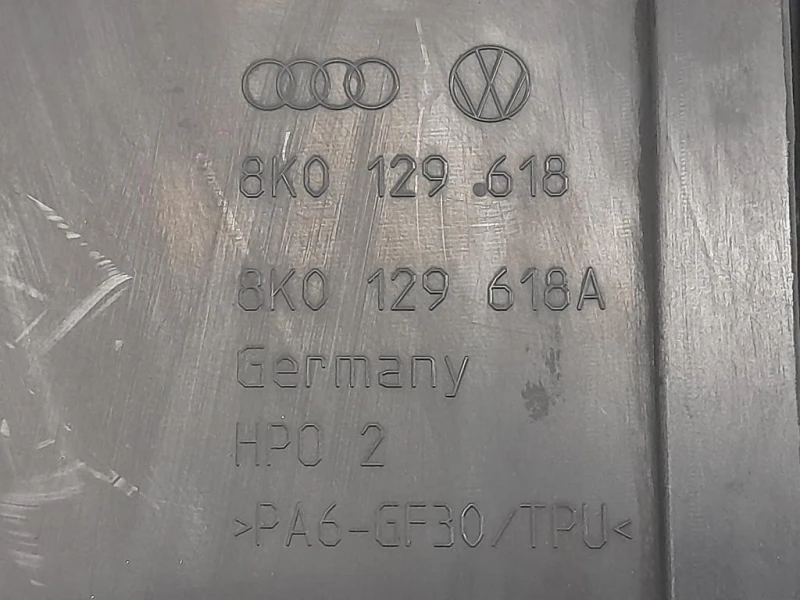 8K0 129 618
8K0 129 618A
Germany
HPO 2
>PA6-GF30/TPU<